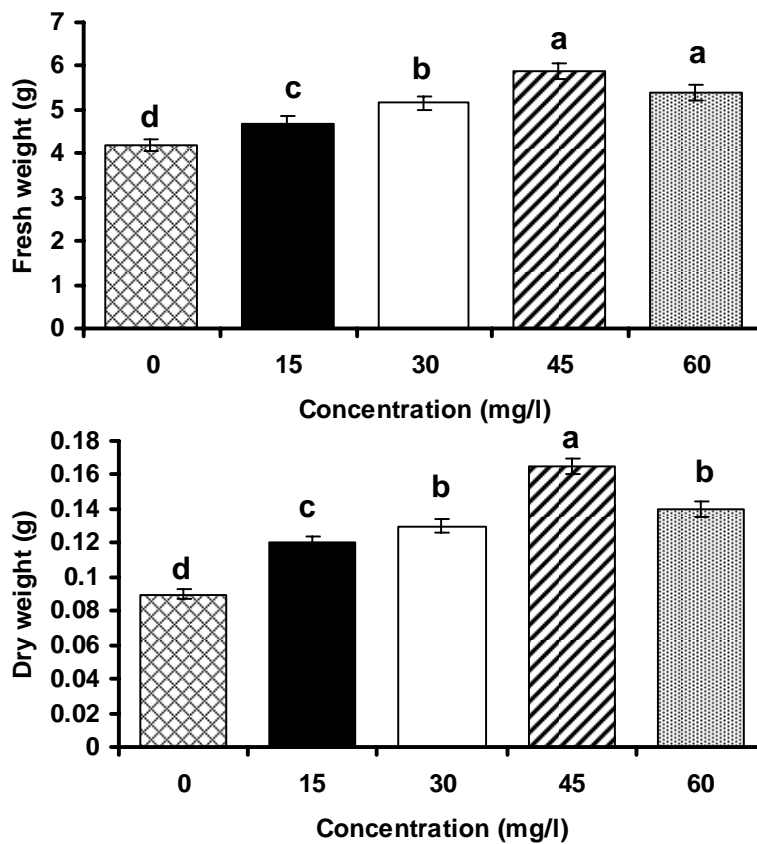 7
6
5
4
3
2
1
0
Fresh weight (g)
d
c
b
a
a
0 15 30 45 60
Concentration (mg/l)
0.18
0.16
0.14
0.12
0.1
0.08
0.06
0.04
0.02
0
Dry weight (g)
d
c
b
a
b
0 15 30 45 60
Concentration (mg/l)